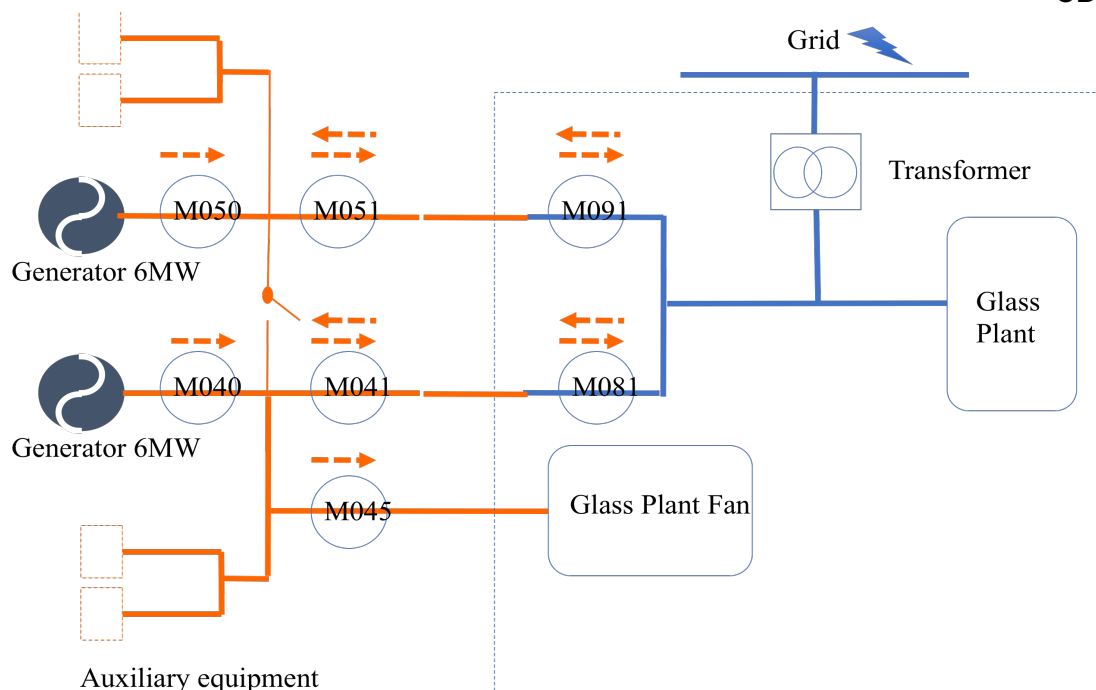 Grid
Transformer
M050
M051
M091
Generator 6MW
Glass
Plant
M040
M041
M081
Generator 6MW
M045
Glass Plant Fan
Auxiliary equipment